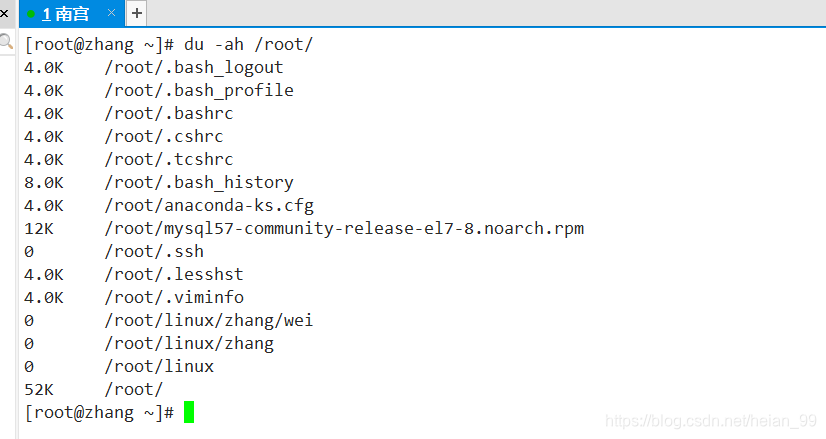 1 南宫
[root@zhang ~]# du -ah /root/
4.0K /root/.bash_logout
4.0K /root/.bash_profile
4.0K /root/.bashrc
4.0K /root/.cshrc
4.0K /root/.tcshrc
8.0K /root/.bash_history
4.0K /root/anaconda-ks.cfg
12K /root/mysql57-community-release-el7-8.noarch.rpm
0 /root/.ssh
4.0K /root/.lesshst
4.0K /root/.viminfo
0 /root/linux/zhang/wei
0 /root/linux/zhang
0 /root/linux
52K /root/
[root@zhang ~]#
https://blog.csdn.net/heian_99